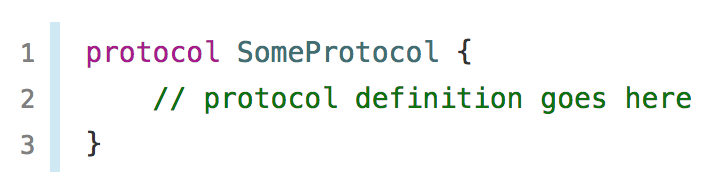 1 protocol SomeProtocol {
2     // protocol definition goes here
3 }